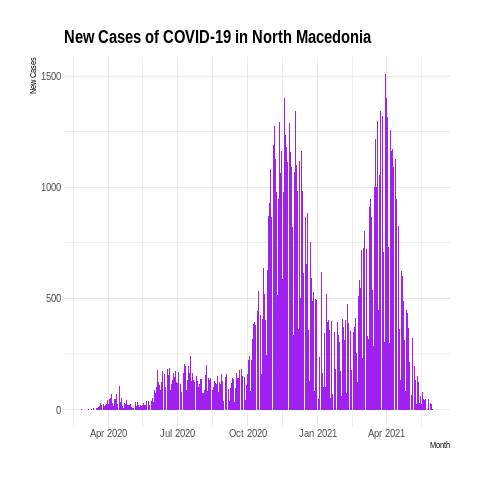 New Cases of COVID-19 in North Macedonia
New Cases
1500
1000
500
0
Apr 2020 Jul 2020 Oct 2020 Jan 2021 Apr 2021
Month